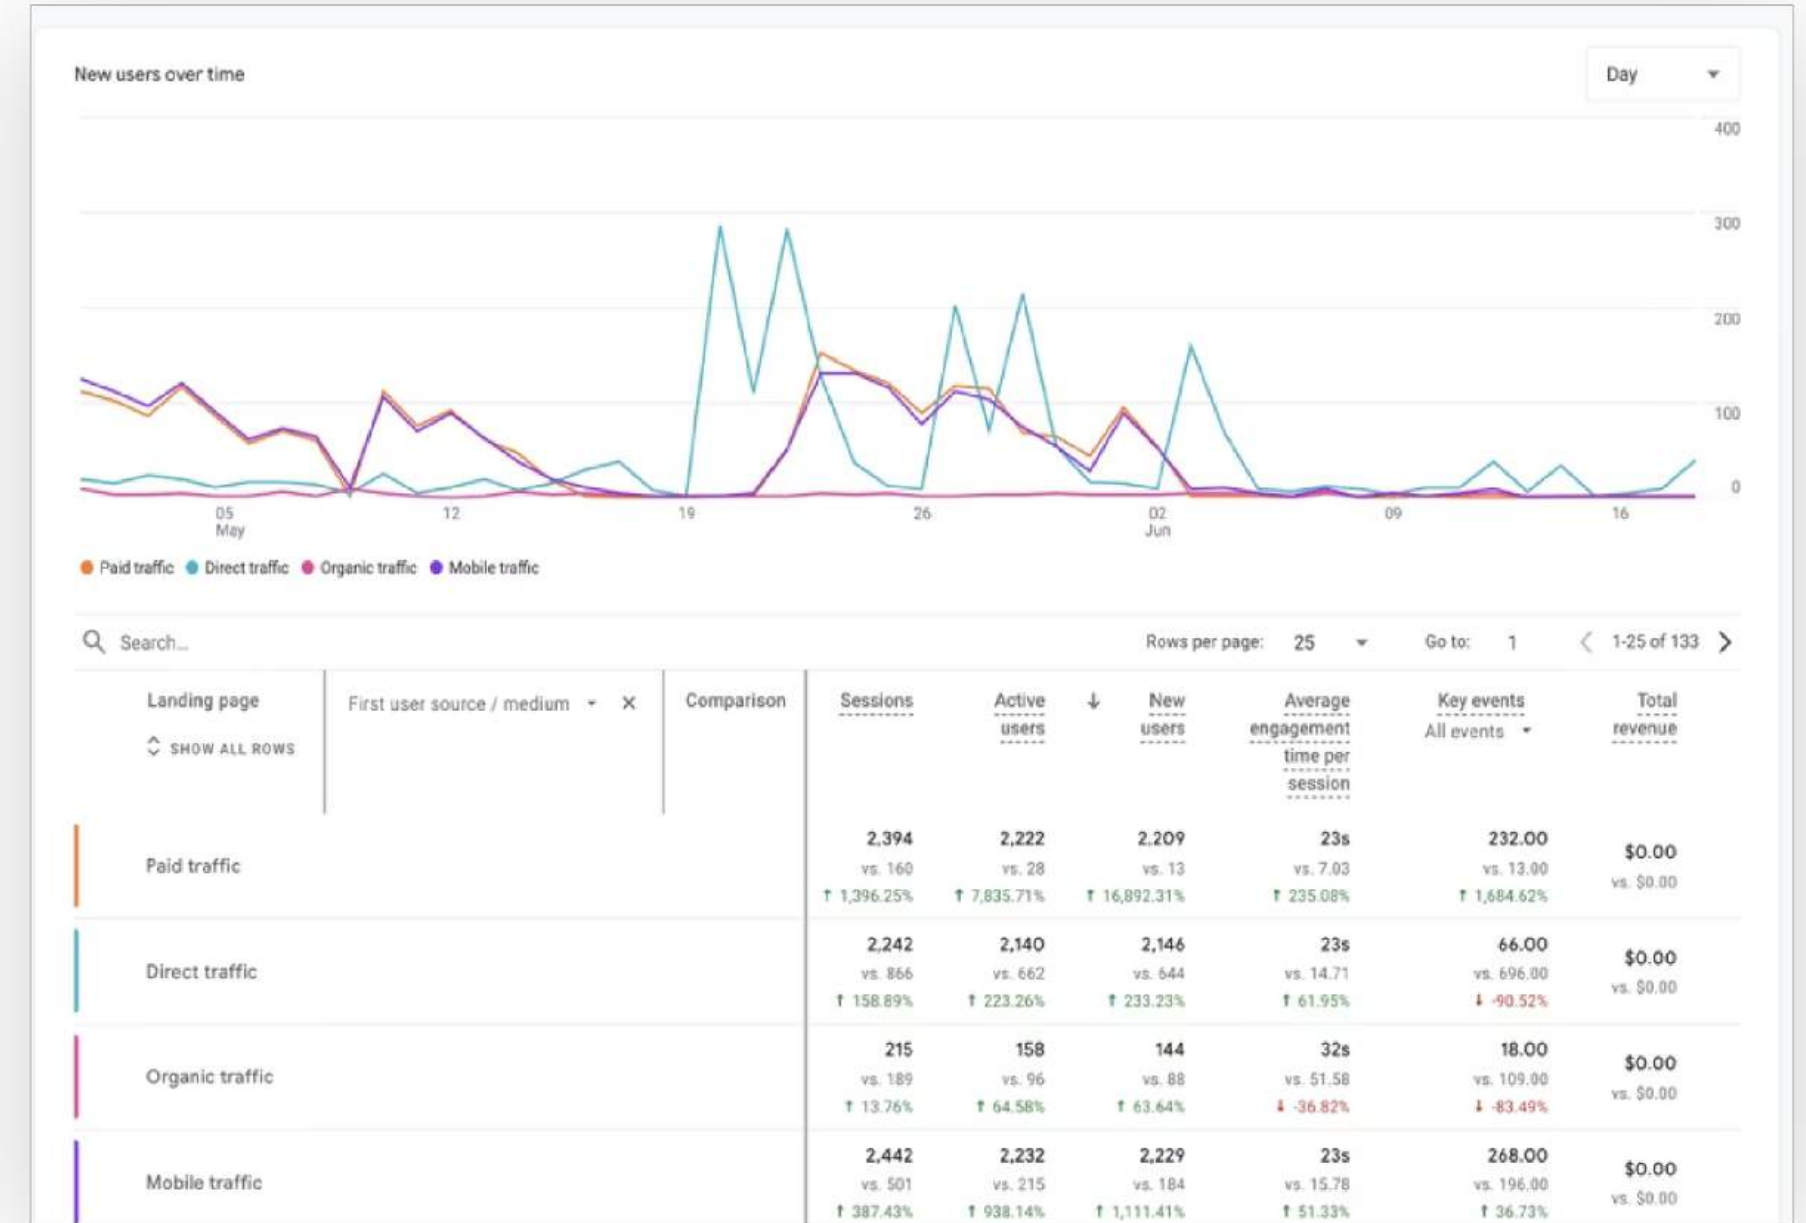 New users over time
Day
400
300
200
100
0
05 May
12
19
26
02 Jun
09
16
Paid traffic Direct traffic Organic traffic Mobile traffic
Search...
Rows per page: 25 Go to: 1 1-25 of 133
Landing page
SHOW ALL ROWS
First user source / medium
Comparison
Sessions
Active users
New users
Average engagement time per session
Key events
All events
Total revenue
Paid traffic
2,394 2,222 2,209 23s 232.00 $0.00
vs. 160 vs. 28 vs. 13 vs. 7.03 vs. 13.00 vs. $0.00
↑ 1,396.25% ↑ 7,835.71% ↑ 16,892.31% ↑ 235.08% ↑ 1,684.62%
Direct traffic
2,242 2,140 2,146 23s 66.00 $0.00
vs. 866 vs. 662 vs. 644 vs. 14.71 vs. 696.00 vs. $0.00
↑ 158.89% ↑ 223.26% ↑ 233.23% ↑ 61.95% ↓ -90.52%
Organic traffic
215 158 144 32s 18.00 $0.00
vs. 189 vs. 96 vs. 88 vs. 51.58 vs. 109.00 vs. $0.00
↑ 13.76% ↑ 64.58% ↑ 63.64% ↓ -36.82% ↓ -83.49%
Mobile traffic
2,442 2,232 2,229 23s 268.00 $0.00
vs. 501 vs. 215 vs. 184 vs. 15.78 vs. 196.00 vs. $0.00
↑ 387.43% ↑ 938.14% ↑ 1,111.41% ↑ 51.33% ↑ 36.73%